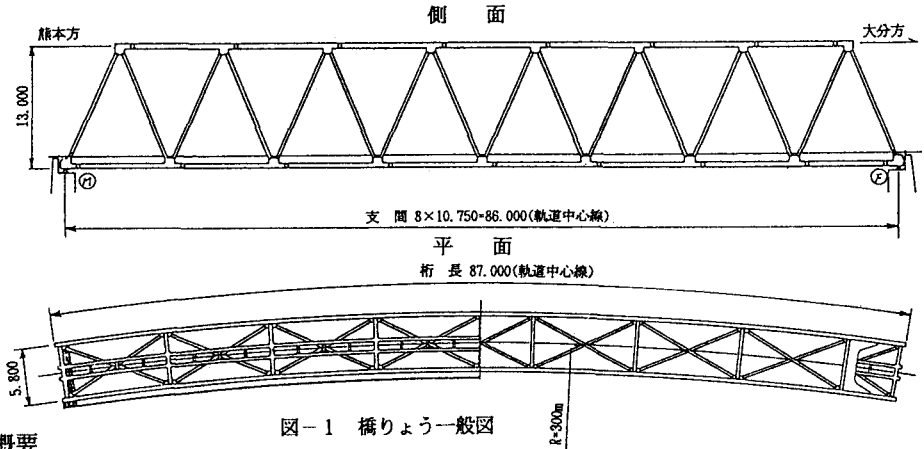 側 面
熊本方
大分方
13,000
M
F
支 間 8×10.750=86.000(軌道中心線)
平 面
桁 長 87.000(軌道中心線)
5,800
R=300m
図-1 橋りょう一般図
概要